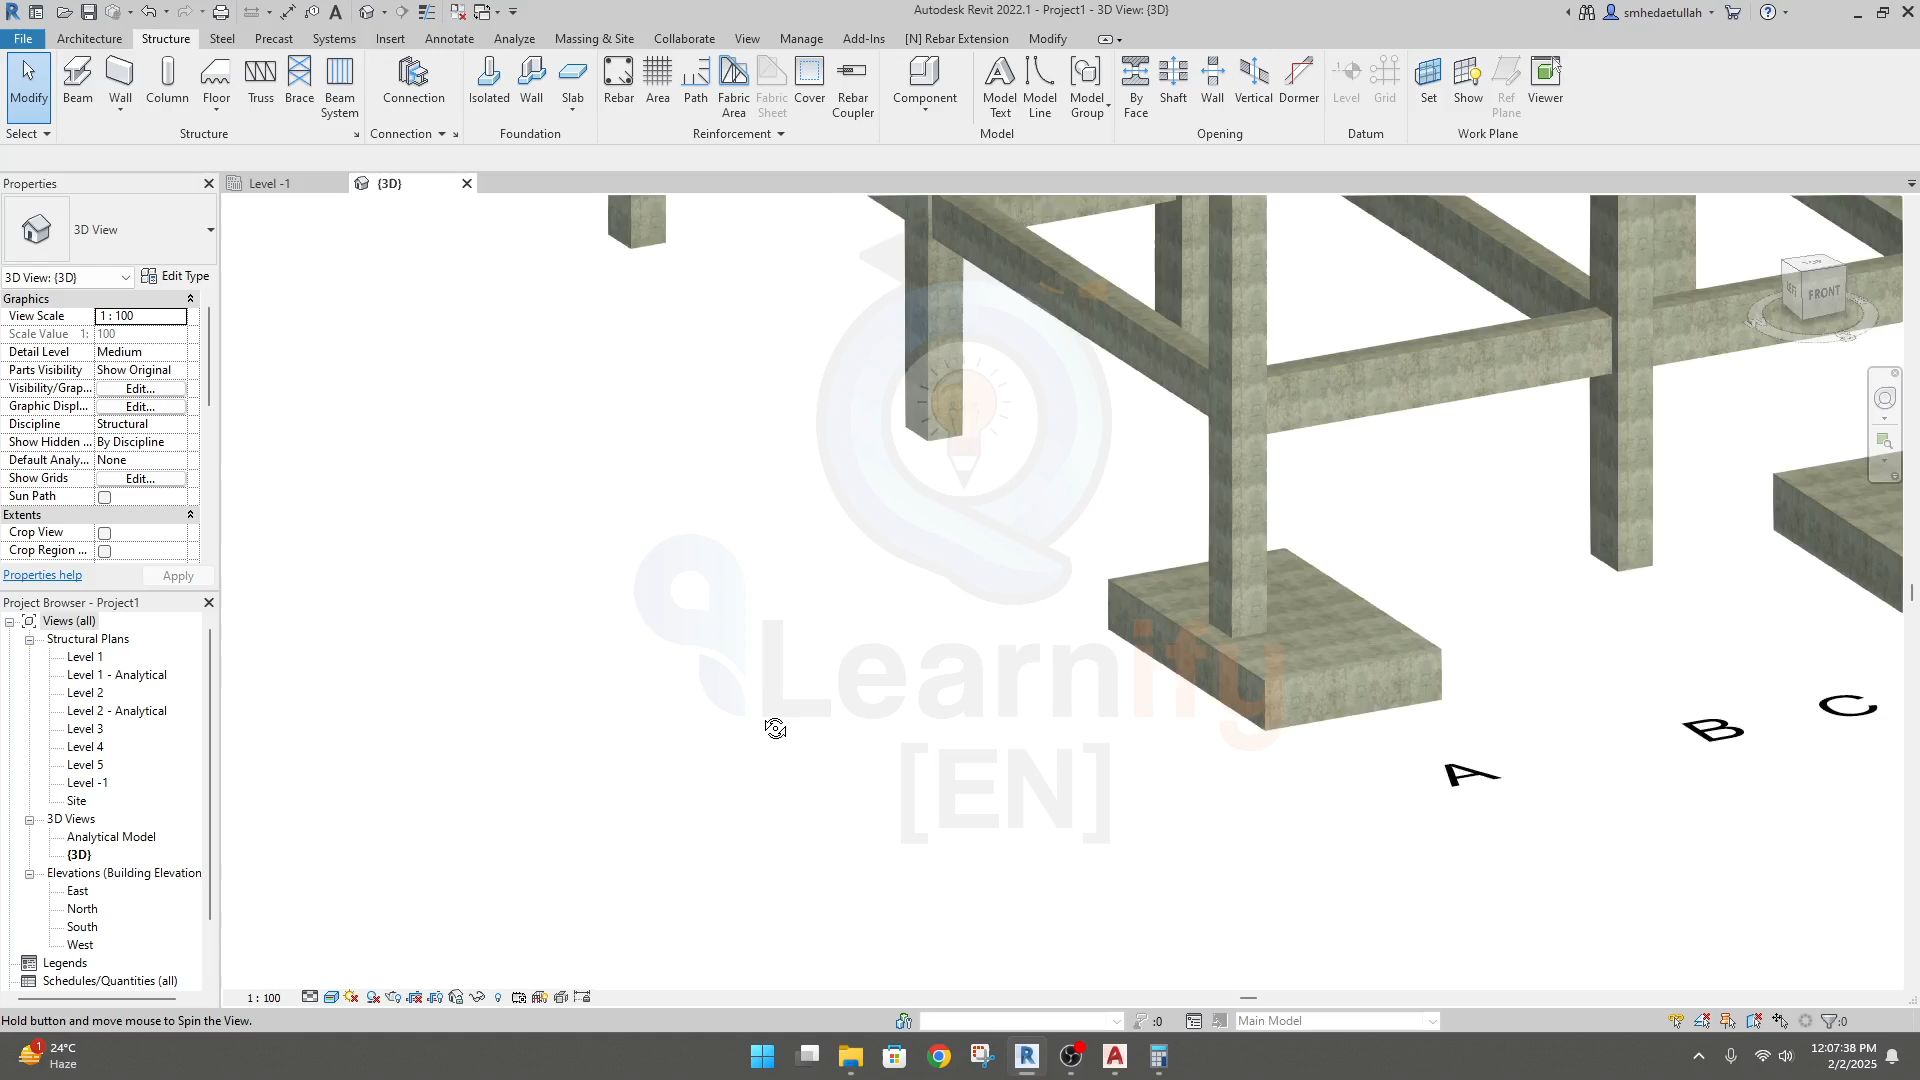 Autodesk Revit 2022.1 - Project1 - 3D View: {3D}
smhedaetullah
File Architecture Structure Steel Precast Systems Insert Annotate Analyze Massing & Site Collaborate View Manage Add-Ins [N] Rebar Extension Modify
Modify Beam Wall Column Floor Truss Brace Beam System Connection Isolated Wall Slab Rebar Area Path Fabric Area Fabric Sheet Cover Rebar Coupler Component Model Text Model Line Model Group By Face Shaft Wall Vertical Dormer Level Grid Set Show Ref Plane Viewer
Select Structure Connection Foundation Reinforcement Model Opening Datum Work Plane
Properties
Level -1
{3D}
3D View
3D View: {3D} Edit Type
Graphics
View Scale 1 : 100
Scale Value 1: 100
Detail Level Medium
Parts Visibility Show Original
Visibility/Grap... Edit...
Graphic Displ... Edit...
Discipline Structural
Show Hidden ... By Discipline
Default Analy... None
Show Grids Edit...
Sun Path
Extents
Crop View
Crop Region ...
Properties help Apply
Project Browser - Project1
Views (all)
Structural Plans
Level 1
Level 1 - Analytical
Level 2
Level 2 - Analytical
Level 3
Level 4
Level 5
Level -1
Site
3D Views
Analytical Model
{3D}
Elevations (Building Elevation
East
North
South
West
Legends
Schedules/Quantities (all)
TOP
LEFT
FRONT
Learnify
[EN]
A
B
C
1 : 100
Hold button and move mouse to Spin the View.
:0
Main Model
:0
1
24°C
Haze
12:07:38 PM
2/2/2025